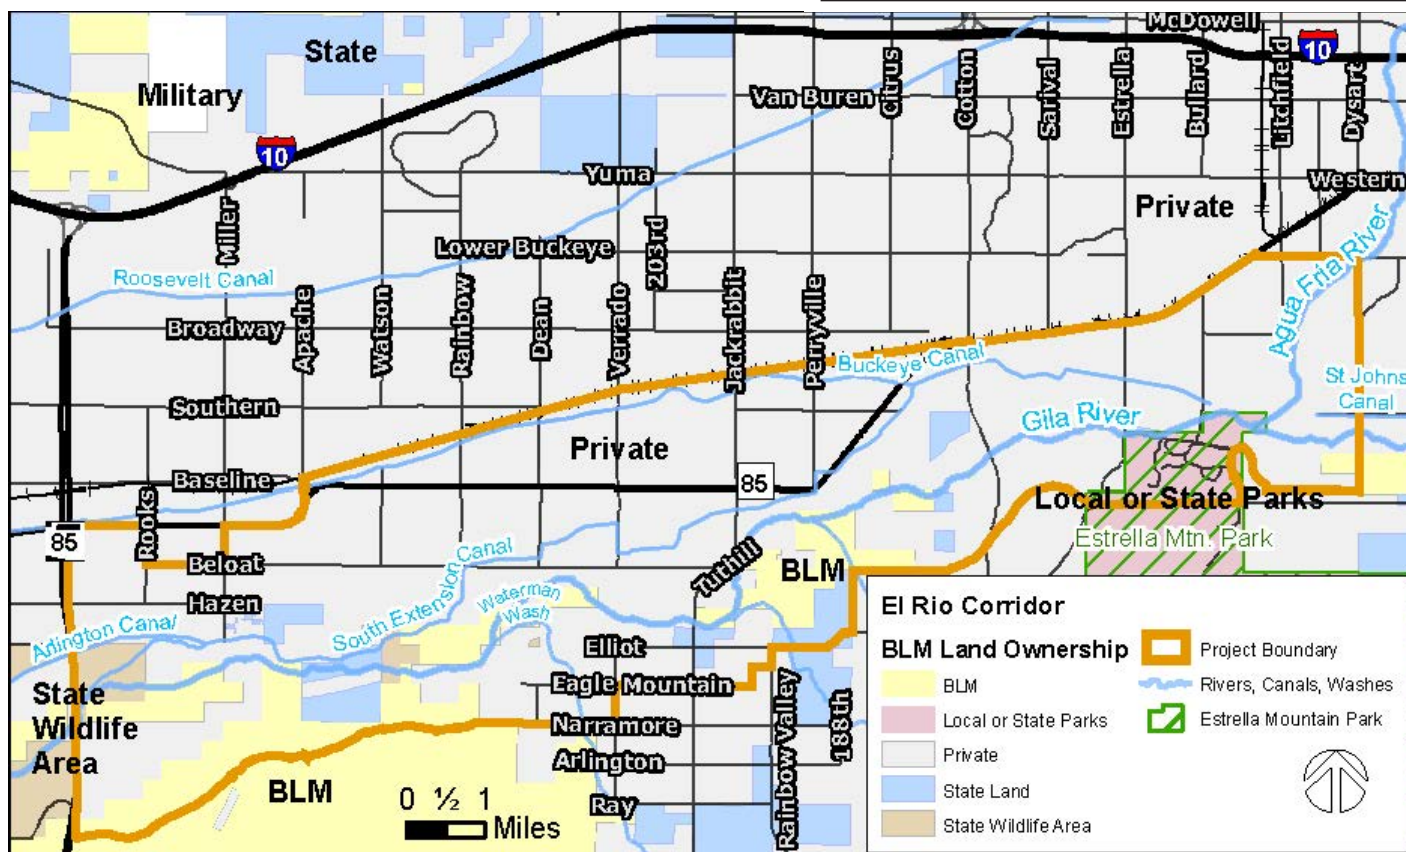 McDowell
State
10
Military
Van Buren
Citrus
Cotton
Sarival
Estrella
Bullard
Litchfield
Dysart
10
Yuma
Western
Private
Miller
Lower Buckeye
203rd
Agua Fria River
Roosevelt Canal
Broadway
Apache
Watson
Rainbow
Dean
Verrado
Jackrabbit
Perryville
Buckeye Canal
St Johns
Canal
Southern
Gila River
Private
Baseline
85
Local or State Parks
Rooks
Estrella Mtn. Park
85
Beloat
Tuthill
BLM
Hazen
South Extension Canal
Waterman
Wash
Arlington Canal
Elliot
Eagle Mountain
State
Wildlife
Area
Narramore
Rainbow Valley
188th
Arlington
BLM
Ray
0 ½ 1
Miles
El Rio Corridor
BLM Land Ownership
BLM
Local or State Parks
Private
State Land
State Wildlife Area
Project Boundary
Rivers, Canals, Washes
Estrella Mountain Park